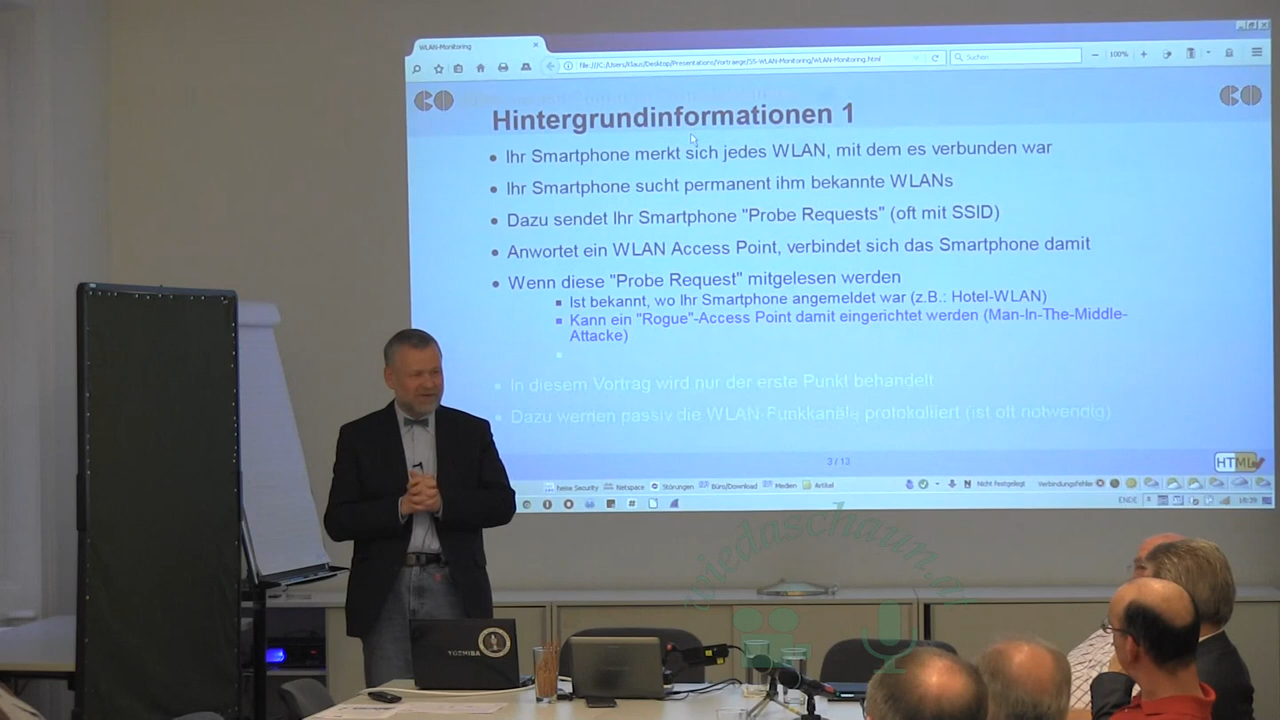 WLAN-Monitoring
file:///C:/Users/Klaus/Desktop/Presentations/Vortraege/SS-WLAN-Monitoring/WLAN-Monitoring.html
100%
Suchen
Hintergrundinformationen 1
Ihr Smartphone merkt sich jedes WLAN, mit dem es verbunden war
Ihr Smartphone sucht permanent ihm bekannte WLANs
Dazu sendet Ihr Smartphone "Probe Requests" (oft mit SSID)
Anwortet ein WLAN Access Point, verbindet sich das Smartphone damit
Wenn diese "Probe Request" mitgelesen werden
Ist bekannt, wo Ihr Smartphone angemeldet war (z.B.: Hotel-WLAN)
Kann ein "Rogue"-Access Point damit eingerichtet werden (Man-In-The-Middle-
Attacke)
In diesem Vortrag wird nur der erste Punkt behandelt
Dazu werden passiv die WLAN-Funkkanäle protokolliert (ist oft notwendig)
3 / 13
HTML
heise Security Netspace Störungen Büro/Download Medien Artikel Nicht festgelegt Verbindungsfehler
ENDE 18:39
wiedaschaun.at
TOSHIBA